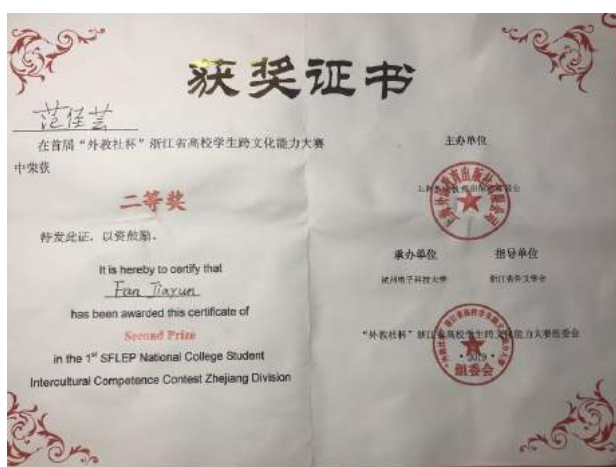 获奖证书
范佳芸
在首届“外教社杯”浙江省高校学生跨文化能力大赛
中荣获
二等奖
特发此证，以资鼓励。
It is hereby to certify that
Fan Jiayun
has been awarded this certificate of
Second Prize
in the 1st SFLEP National College Student
Intercultural Competence Contest Zhejiang Division
主办单位
承办单位 指导单位
杭州电子科技大学 浙江省外文学会
“外教社杯”浙江省高校学生跨文化能力大赛组委会
2019
组委会